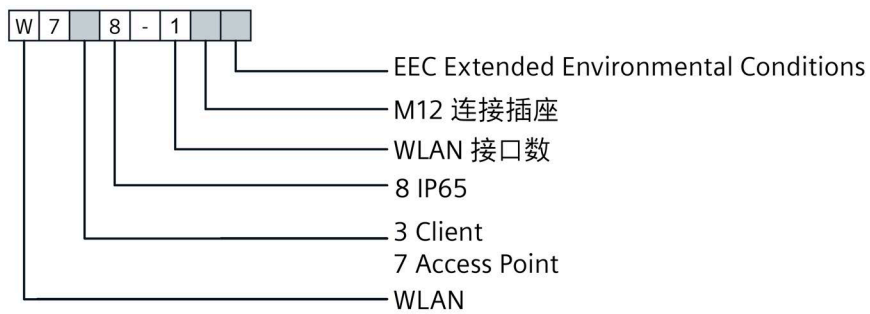 W7 8-1
EEC Extended Environmental Conditions
M12 连接插座
WLAN 接口数
8 IP65
3 Client
7 Access Point
WLAN